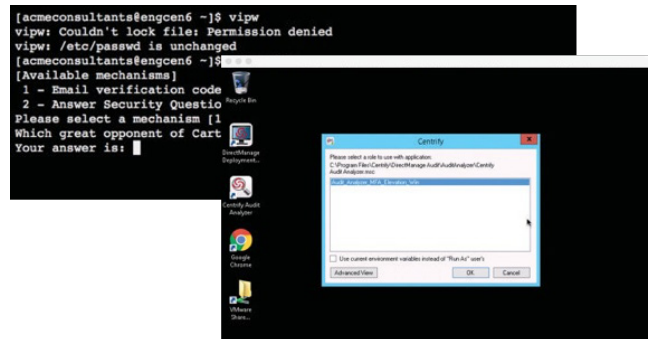 [acmeconsultants@engcen6 ~]$ vipw
vipw: Couldn't lock file: Permission denied
vipw: /etc/passwd is unchanged
[acmeconsultants@engcen6 ~]$
[Available mechanisms]
1 - Email verification code
2 - Answer Security Questio
Please select a mechanism [1
Which great opponent of Cart
Your answer is:
Recycle Bin
DirectManage
Deployment...
Centrify Audit
Analyzer
Google
Chrome
VMware
Share...
Centrify
Please select a role to use with application:
C:\Program Files\Centrify\DirectManage Audit\AuditAnalyzer\Centrify
Audit Analyzer.msc
Audit_Analyzer_MFA_Elevation_Win
Use current environment variables instead of "Run As" user's
Advanced View
OK
Cancel